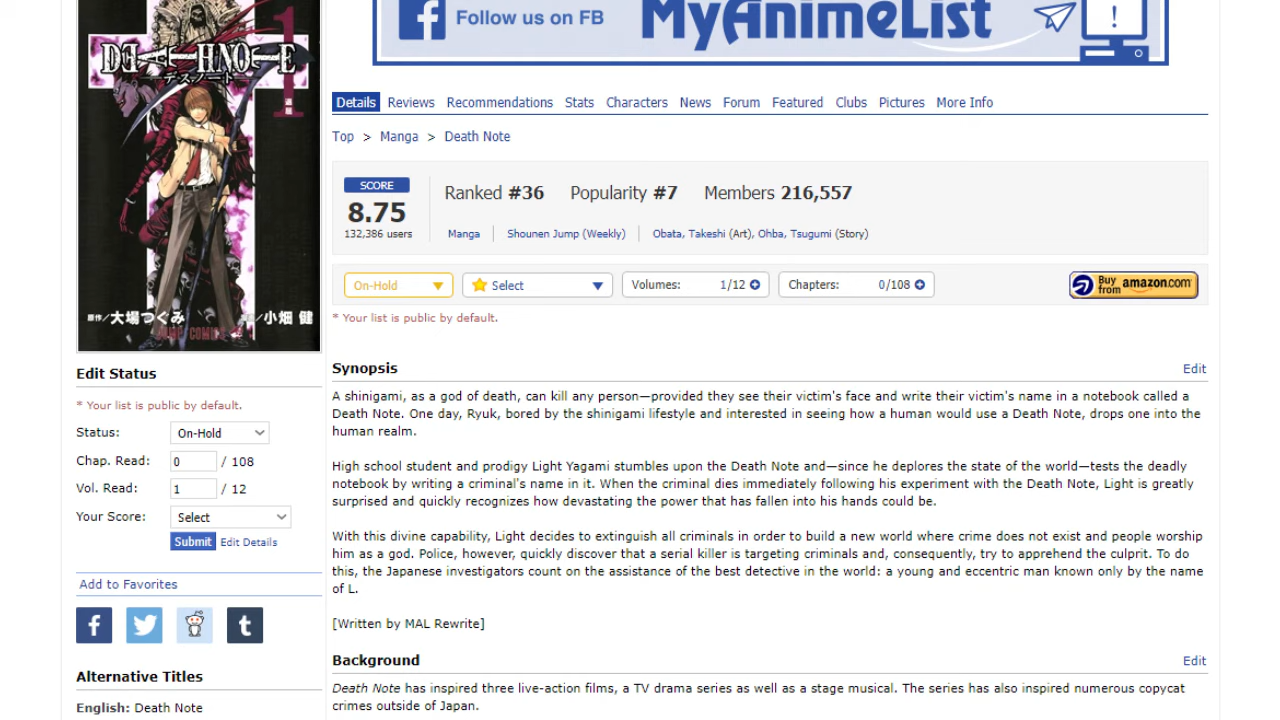 DEATH NOTE
デスノート
1
退屈
原作/大場つぐみ
小畑 健
JUMP COMICS
Follow us on FB
MyAnimeList
!
Details Reviews Recommendations Stats Characters News Forum Featured Clubs Pictures More Info
Top > Manga > Death Note
SCORE
8.75
132,386 users
Ranked #36 Popularity #7 Members 216,557
Manga Shounen Jump (Weekly) Obata, Takeshi (Art), Ohba, Tsugumi (Story)
On-Hold Select Volumes: 1/12 Chapters: 0/108 Buy from amazon.com
* Your list is public by default.
Edit Status
* Your list is public by default.
Status: On-Hold
Chap. Read: 0 / 108
Vol. Read: 1 / 12
Your Score: Select
Submit Edit Details
Add to Favorites
f t
Alternative Titles
English: Death Note
Synopsis Edit
A shinigami, as a god of death, can kill any person—provided they see their victim's face and write their victim's name in a notebook called a
Death Note. One day, Ryuk, bored by the shinigami lifestyle and interested in seeing how a human would use a Death Note, drops one into the
human realm.
High school student and prodigy Light Yagami stumbles upon the Death Note and—since he deplores the state of the world—tests the deadly
notebook by writing a criminal's name in it. When the criminal dies immediately following his experiment with the Death Note, Light is greatly
surprised and quickly recognizes how devastating the power that has fallen into his hands could be.
With this divine capability, Light decides to extinguish all criminals in order to build a new world where crime does not exist and people worship
him as a god. Police, however, quickly discover that a serial killer is targeting criminals and, consequently, try to apprehend the culprit. To do
this, the Japanese investigators count on the assistance of the best detective in the world: a young and eccentric man known only by the name
of L.
[Written by MAL Rewrite]
Background Edit
Death Note has inspired three live-action films, a TV drama series as well as a stage musical. The series has also inspired numerous copycat
crimes outside of Japan.